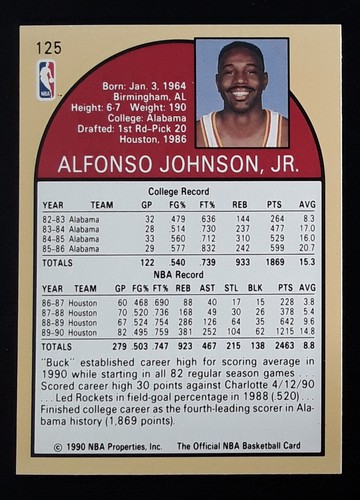 125
NBA
Born: Jan. 3, 1964
Birmingham, AL
Height: 6-7 Weight: 190
College: Alabama
Drafted: 1st Rd-Pick 20
Houston, 1986
ALFONSO JOHNSON, JR.
College Record
YEAR TEAM GP FG% FT% REB PTS AVG
82-83 Alabama 32 .479 .636 144 264 8.3
83-84 Alabama 28 .514 .730 237 477 17.0
84-85 Alabama 33 .560 .712 310 529 16.0
85-86 Alabama 29 .577 .832 242 599 20.7
TOTALS 122 .540 .739 933 1869 15.3
NBA Record
YEAR TEAM GP FG% FT% REB AST STL BLK PTS AVG
86-87 Houston 60 .468 .690 88 40 17 15 228 3.8
87-88 Houston 70 .520 .736 168 49 30 26 378 5.4
88-89 Houston 67 .524 .754 286 126 64 35 642 9.6
89-90 Houston 82 .495 .759 381 252 104 62 1215 14.8
TOTALS 279 .503 .747 923 467 215 138 2463 8.8
"Buck" established career high for scoring average in
1990 while starting in all 82 regular season games . . .
Scored career high 30 points against Charlotte 4/12/90
. . . Led Rockets in field-goal percentage in 1988 (.520) . . .
Finished college career as the fourth-leading scorer in Ala-
bama history (1,869 points).
© 1990 NBA Properties, Inc. The Official NBA Basketball Card